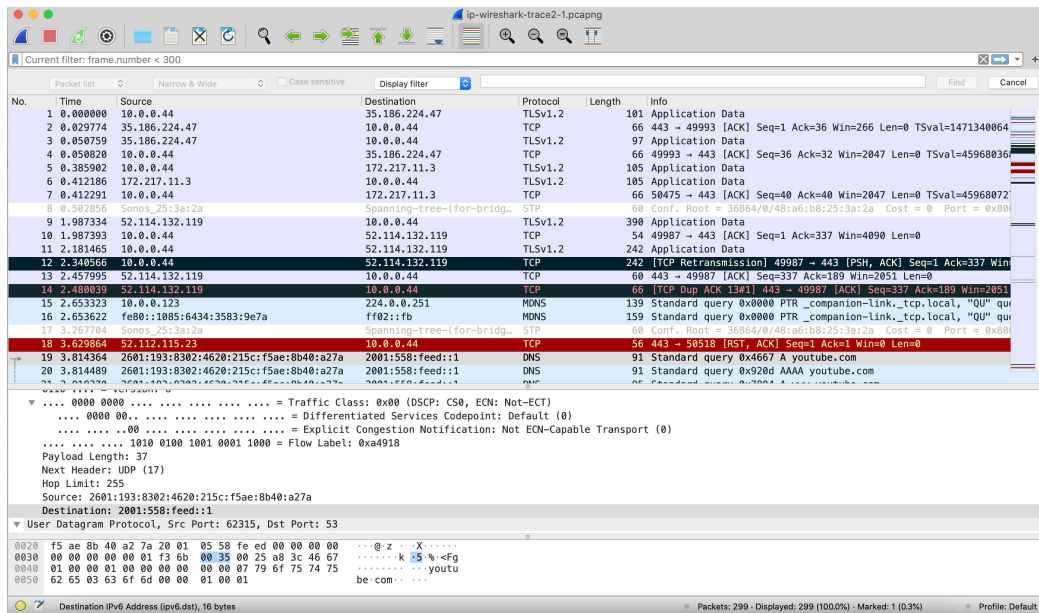 ip-wireshark-trace2-1.pcapng
Current filter: frame.number < 300
Packet list Narrow & Wide Case sensitive Display filter Find Cancel
No. Time Source Destination Protocol Length Info
1 0.000000 10.0.0.44 35.186.224.47 TLSv1.2 101 Application Data
2 0.029774 35.186.224.47 10.0.0.44 TCP 66 443 → 49993 [ACK] Seq=1 Ack=36 Win=266 Len=0 TSval=1471340064
3 0.050759 35.186.224.47 10.0.0.44 TLSv1.2 97 Application Data
4 0.050820 10.0.0.44 35.186.224.47 TCP 66 49993 → 443 [ACK] Seq=36 Ack=32 Win=2047 Len=0 TSval=45968036
5 0.385902 10.0.0.44 172.217.11.3 TLSv1.2 105 Application Data
6 0.412186 172.217.11.3 10.0.0.44 TLSv1.2 105 Application Data
7 0.412291 10.0.0.44 172.217.11.3 TCP 66 50475 → 443 [ACK] Seq=40 Ack=40 Win=2047 Len=0 TSval=45968072
8 0.502856 Sonos_25:3a:2a Spanning-tree-(for-bridg… STP 60 Conf. Root = 36864/0/48:a6:b8:25:3a:2a Cost = 0 Port = 0x80
9 1.987334 52.114.132.119 10.0.0.44 TLSv1.2 390 Application Data
10 1.987393 10.0.0.44 52.114.132.119 TCP 54 49987 → 443 [ACK] Seq=1 Ack=337 Win=4090 Len=0
11 2.181465 10.0.0.44 52.114.132.119 TLSv1.2 242 Application Data
12 2.340566 10.0.0.44 52.114.132.119 TCP 242 [TCP Retransmission] 49987 → 443 [PSH, ACK] Seq=1 Ack=337 Win
13 2.457995 52.114.132.119 10.0.0.44 TCP 60 443 → 49987 [ACK] Seq=337 Ack=189 Win=2051 Len=0
14 2.480039 52.114.132.119 10.0.0.44 TCP 66 [TCP Dup ACK 13#1] 443 → 49987 [ACK] Seq=337 Ack=189 Win=2051
15 2.653323 10.0.0.123 224.0.0.251 MDNS 139 Standard query 0x0000 PTR _companion-link._tcp.local, "QU" que
16 2.653622 fe80::1085:6434:3583:9e7a ff02::fb MDNS 159 Standard query 0x0000 PTR _companion-link._tcp.local, "QU" que
17 3.267704 Sonos_25:3a:2a Spanning-tree-(for-bridg… STP 60 Conf. Root = 36864/0/48:a6:b8:25:3a:2a Cost = 0 Port = 0x80
18 3.629864 52.112.115.23 10.0.0.44 TCP 56 443 → 50518 [RST, ACK] Seq=1 Ack=1 Win=0 Len=0
19 3.814364 2601:193:8302:4620:215c:f5ae:8b40:a27a 2001:558:feed::1 DNS 91 Standard query 0x4667 A youtube.com
20 3.814489 2601:193:8302:4620:215c:f5ae:8b40:a27a 2001:558:feed::1 DNS 91 Standard query 0x920d AAAA youtube.com
.... 0000 0000 .... .... .... .... .... = Traffic Class: 0x00 (DSCP: CS0, ECN: Not-ECT)
.... 0000 00.. .... .... .... .... .... = Differentiated Services Codepoint: Default (0)
.... .... ..00 .... .... .... .... .... = Explicit Congestion Notification: Not ECN-Capable Transport (0)
.... .... .... 1010 0100 1001 0001 1000 = Flow Label: 0xa4918
Payload Length: 37
Next Header: UDP (17)
Hop Limit: 255
Source: 2601:193:8302:4620:215c:f5ae:8b40:a27a
Destination: 2001:558:feed::1
User Datagram Protocol, Src Port: 62315, Dst Port: 53
0020 f5 ae 8b 40 a2 7a 20 01 05 58 fe ed 00 00 00 00 ···@·z ··X······
0030 00 00 00 00 00 01 f3 6b 00 35 00 25 a8 3c 46 67 ·······k ·5·%·<Fg
0040 01 00 00 01 00 00 00 00 00 00 07 79 6f 75 74 75 ········ ···youtu
0050 62 65 03 63 6f 6d 00 00 01 00 01 be·com·· ···
Destination IPv6 Address (ipv6.dst), 16 bytes Packets: 299 · Displayed: 299 (100.0%) · Marked: 1 (0.3%) Profile: Default